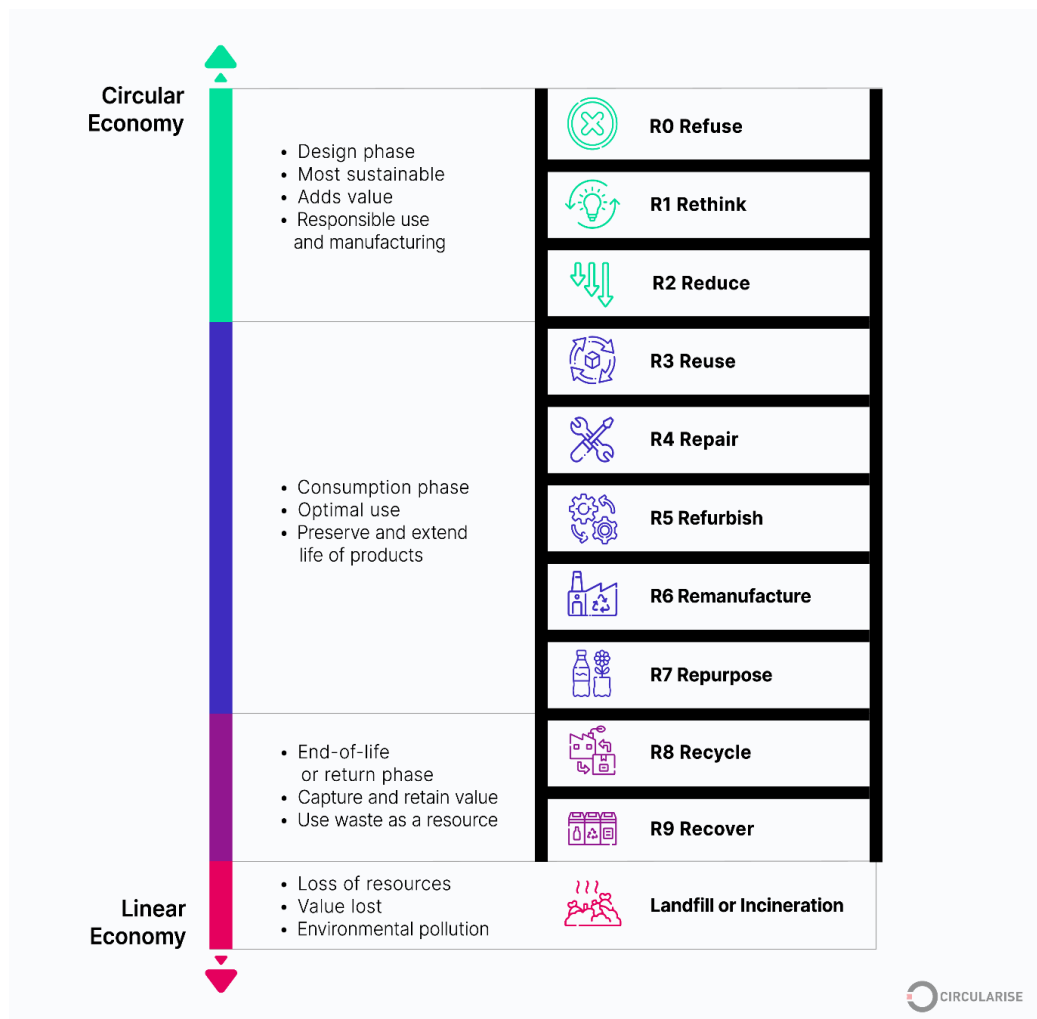 Circular
Economy
• Design phase
• Most sustainable
• Adds value
• Responsible use
and manufacturing
R0 Refuse
R1 Rethink
R2 Reduce
• Consumption phase
• Optimal use
• Preserve and extend
life of products
R3 Reuse
R4 Repair
R5 Refurbish
R6 Remanufacture
R7 Repurpose
• End-of-life
or return phase
• Capture and retain value
• Use waste as a resource
R8 Recycle
R9 Recover
Linear
Economy
• Loss of resources
• Value lost
• Environmental pollution
Landfill or Incineration
CIRCULARISE